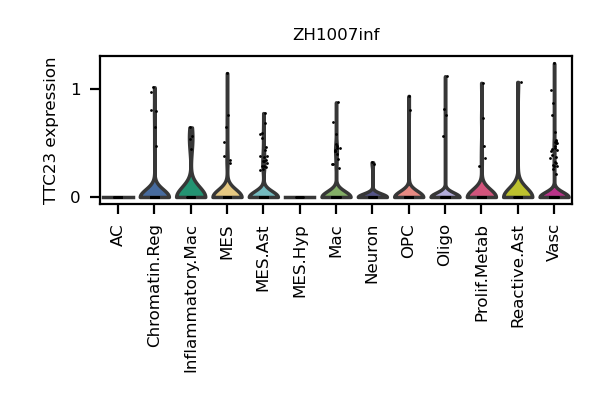 ZH1007inf
TTC23 expression
1
0
AC
Chromatin.Reg
Inflammatory.Mac
MES
MES.Ast
MES.Hyp
Mac
Neuron
OPC
Oligo
Prolif.Metab
Reactive.Ast
Vasc